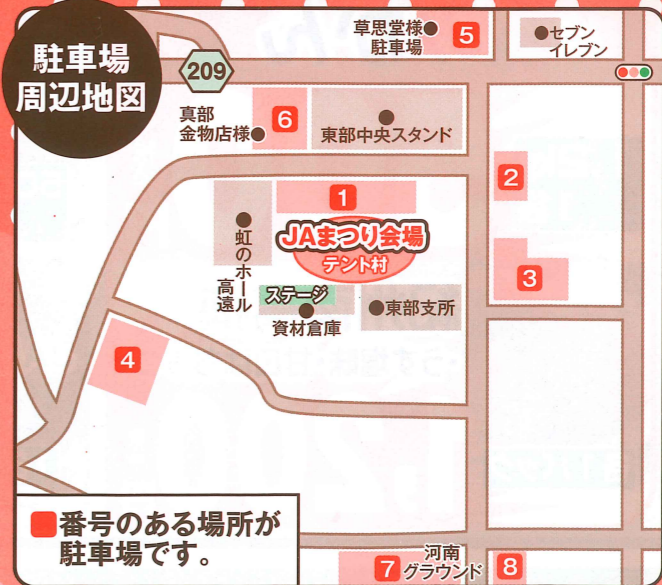 駐車場
周辺地図
209
草思堂様
駐車場
5
セブン
イレブン
真部
金物店様
6
東部中央スタンド
2
1
JAまつり会場
テント村
虹のホール
高遠
ステージ
資材倉庫
東部支所
3
4
番号のある場所が
駐車場です。
7
河南
グラウンド
8